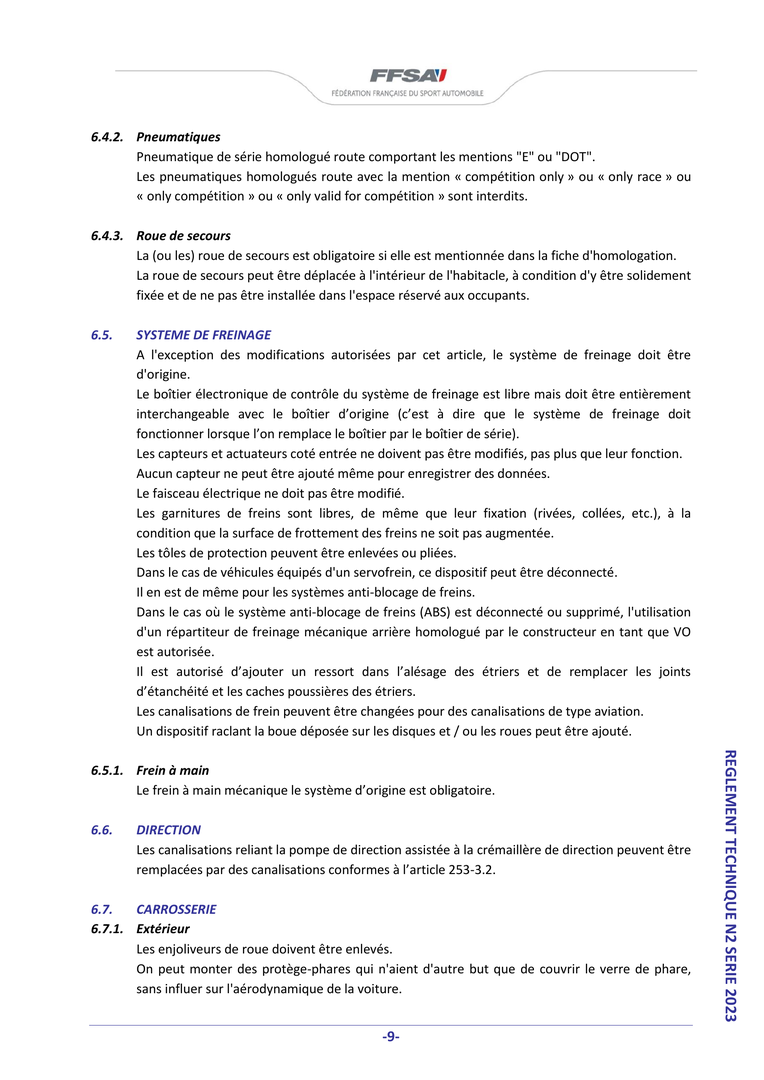 FFSA
FÉDÉRATION FRANÇAISE DU SPORT AUTOMOBILE
6.4.2. Pneumatiques
Pneumatique de série homologué route comportant les mentions "E" ou "DOT".
Les pneumatiques homologués route avec la mention « compétition only » ou « only race » ou
« only compétition » ou « only valid for compétition » sont interdits.
6.4.3. Roue de secours
La (ou les) roue de secours est obligatoire si elle est mentionnée dans la fiche d'homologation.
La roue de secours peut être déplacée à l'intérieur de l'habitacle, à condition d'y être solidement
fixée et de ne pas être installée dans l'espace réservé aux occupants.
6.5. SYSTEME DE FREINAGE
A l'exception des modifications autorisées par cet article, le système de freinage doit être
d'origine.
Le boîtier électronique de contrôle du système de freinage est libre mais doit être entièrement
interchangeable avec le boîtier d’origine (c’est à dire que le système de freinage doit
fonctionner lorsque l’on remplace le boîtier par le boîtier de série).
Les capteurs et actuateurs coté entrée ne doivent pas être modifiés, pas plus que leur fonction.
Aucun capteur ne peut être ajouté même pour enregistrer des données.
Le faisceau électrique ne doit pas être modifié.
Les garnitures de freins sont libres, de même que leur fixation (rivées, collées, etc.), à la
condition que la surface de frottement des freins ne soit pas augmentée.
Les tôles de protection peuvent être enlevées ou pliées.
Dans le cas de véhicules équipés d'un servofrein, ce dispositif peut être déconnecté.
Il en est de même pour les systèmes anti-blocage de freins.
Dans le cas où le système anti-blocage de freins (ABS) est déconnecté ou supprimé, l'utilisation
d'un répartiteur de freinage mécanique arrière homologué par le constructeur en tant que VO
est autorisée.
Il est autorisé d’ajouter un ressort dans l’alésage des étriers et de remplacer les joints
d’étanchéité et les caches poussières des étriers.
Les canalisations de frein peuvent être changées pour des canalisations de type aviation.
Un dispositif raclant la boue déposée sur les disques et / ou les roues peut être ajouté.
6.5.1. Frein à main
Le frein à main mécanique le système d’origine est obligatoire.
6.6. DIRECTION
Les canalisations reliant la pompe de direction assistée à la crémaillère de direction peuvent être
remplacées par des canalisations conformes à l’article 253-3.2.
6.7. CARROSSERIE
6.7.1. Extérieur
Les enjoliveurs de roue doivent être enlevés.
On peut monter des protège-phares qui n'aient d'autre but que de couvrir le verre de phare,
sans influer sur l'aérodynamique de la voiture.
REGLEMENT TECHNIQUE N2 SERIE 2023
-9-